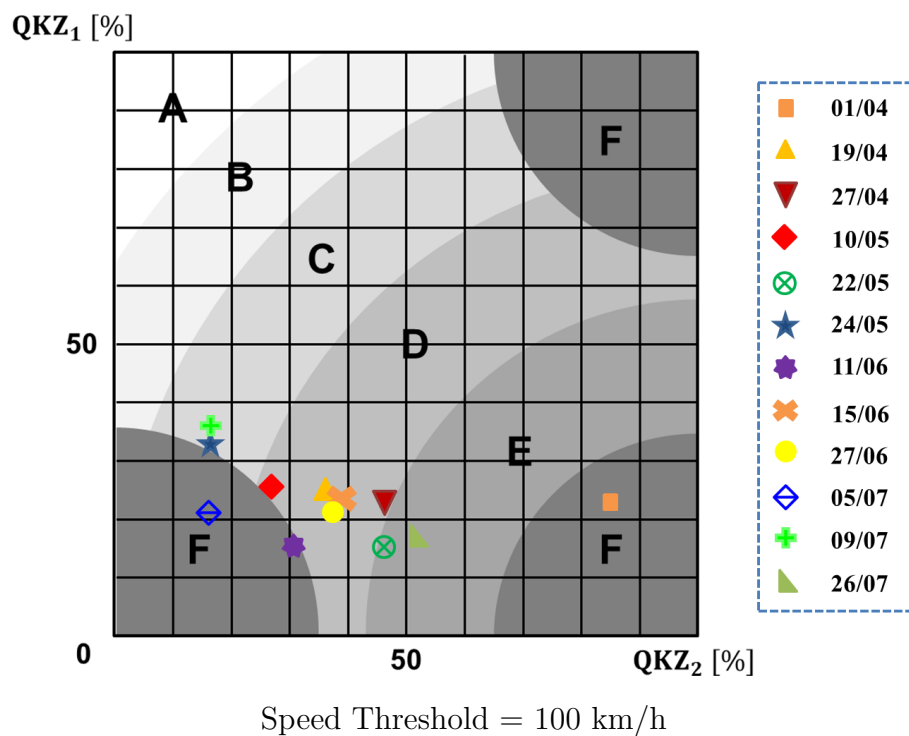 QKZ₁ [%]
A
F
B
C
50
D
E
F
F
0
50
QKZ₂ [%]
01/04
19/04
27/04
10/05
22/05
24/05
11/06
15/06
27/06
05/07
09/07
26/07
Speed Threshold = 100 km/h